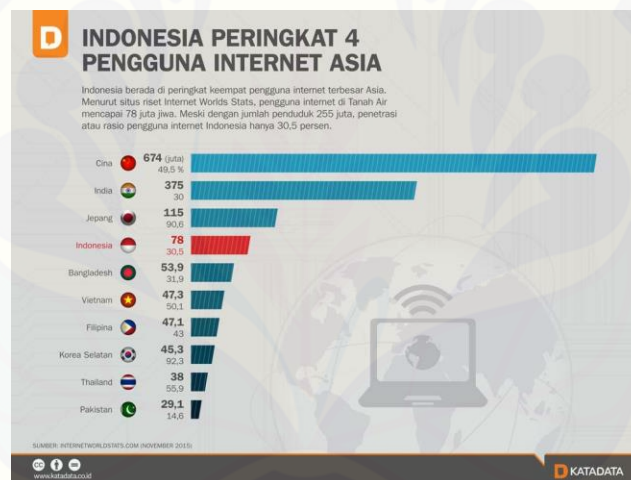 D
INDONESIA PERINGKAT 4
PENGGUNA INTERNET ASIA
Indonesia berada di peringkat keempat pengguna internet terbesar Asia.
Menurut situs riset Internet Worlds Stats, pengguna internet di Tanah Air
mencapai 78 juta jiwa. Meski dengan jumlah penduduk 255 juta, penetrasi
atau rasio pengguna internet Indonesia hanya 30,5 persen.
Cina 674 (juta)
49,5 %
India 375
30
Jepang 115
90,6
Indonesia 78
30,5
Bangladesh 53,9
31,9
Vietnam 47,3
50,1
Filipina 47,1
43
Korea Selatan 45,3
92,3
Thailand 38
55,9
Pakistan 29,1
14,6
SUMBER: INTERNETWORLDSTATS.COM (NOVEMBER 2015)
cc
www.katadata.co.id
D KATADATA